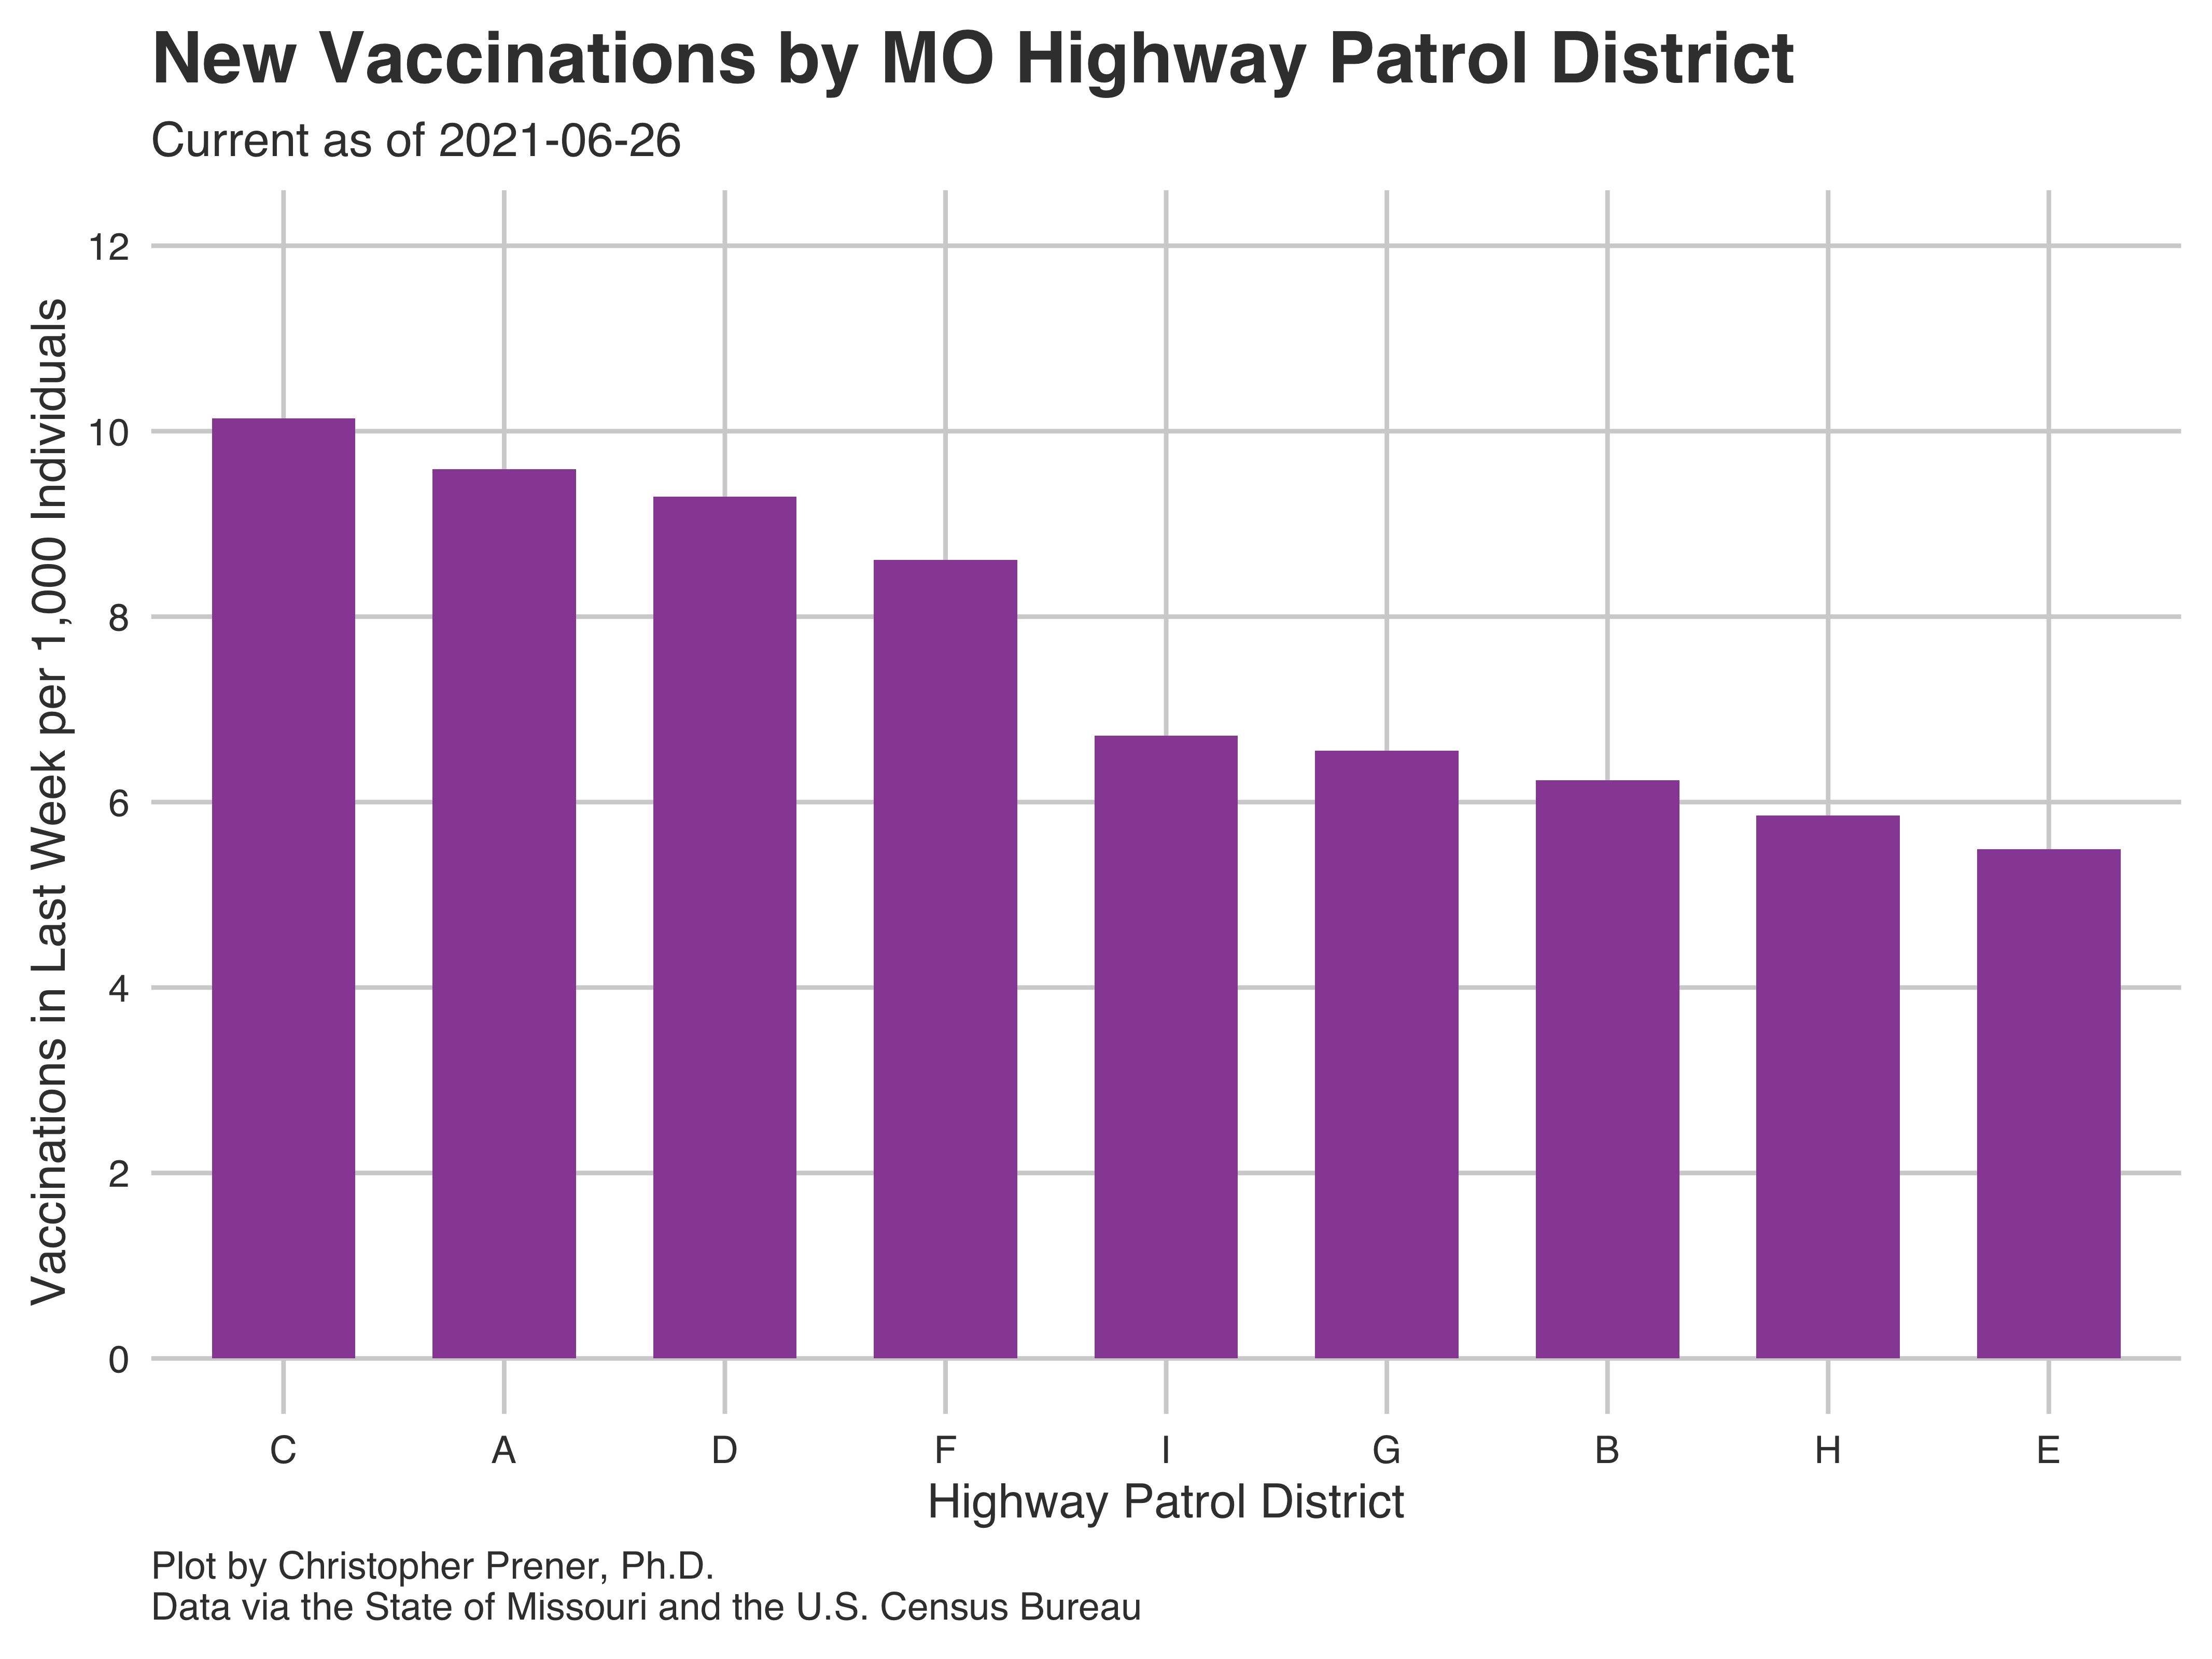 New Vaccinations by MO Highway Patrol District
Current as of 2021-06-26
Vaccinations in Last Week per 1,000 Individuals
12
10
8
6
4
2
0
C A D F I G B H E
Highway Patrol District
Plot by Christopher Prener, Ph.D.
Data via the State of Missouri and the U.S. Census Bureau